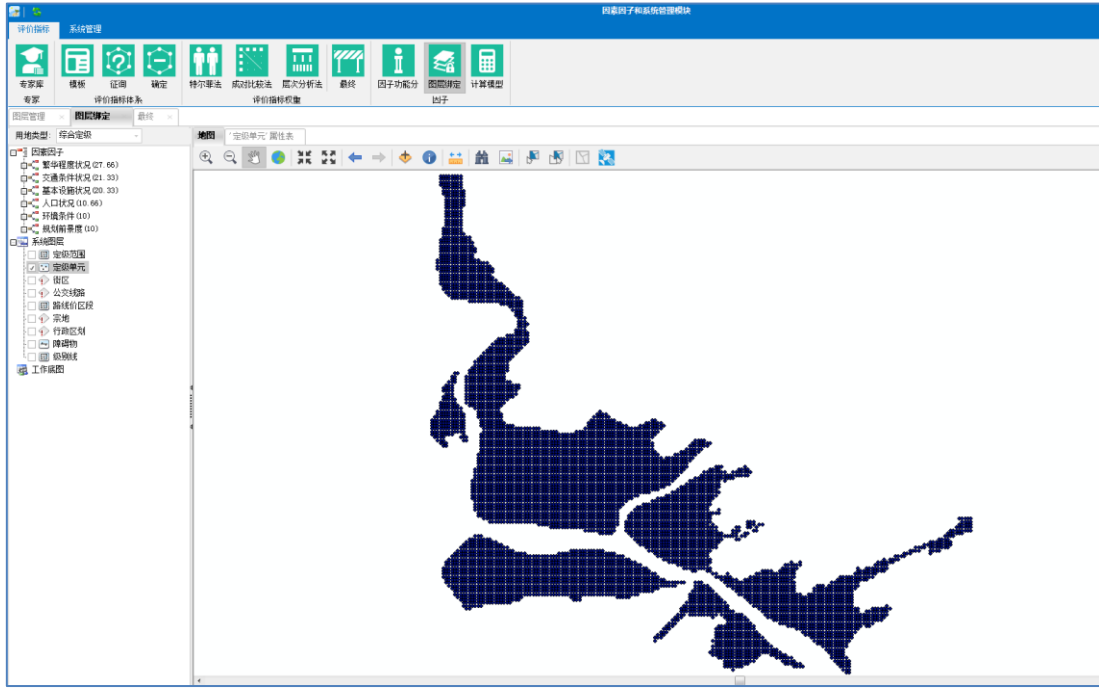 因素因子和系统管理模块
评价指标 系统管理
专家库 模板 征询 确定 特尔菲法 成对比较法 层次分析法 最终 因子功能分 图层绑定 计算模型
专家 评价指标体系 评价指标权重 因子
图层管理 × 图层绑定 最终 ×
用地类型: 综合定级
地图 '定级单元'属性表
因素因子
繁华程度状况(27.66)
交通条件状况(21.33)
基本设施状况(20.33)
人口状况(10.66)
环境条件(10)
规划前景度(10)
系统图层
定级范围
定级单元
街区
公交线路
路线价区段
宗地
行政区划
障碍物
级别线
工作底图